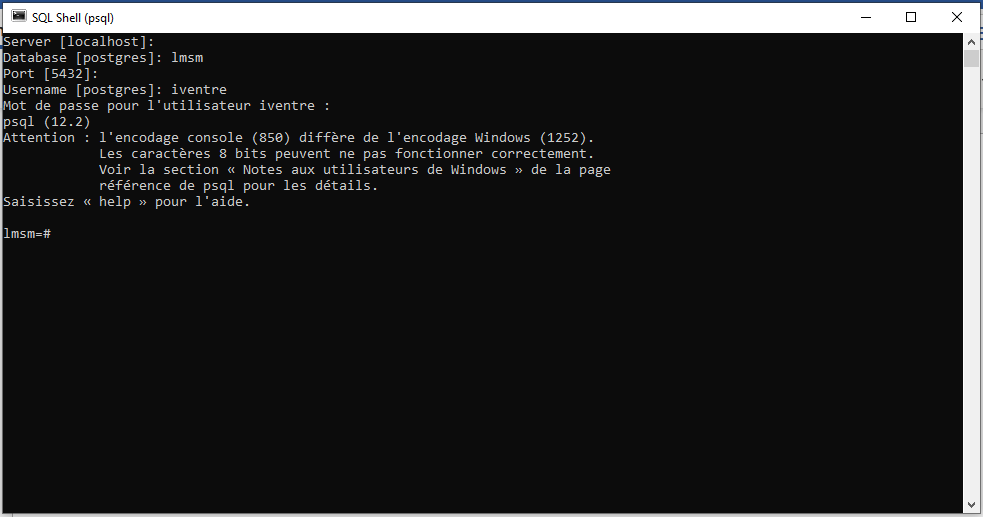 SQL Shell (psql)
Server [localhost]:
Database [postgres]: lmsm
Port [5432]:
Username [postgres]: iventre
Mot de passe pour l'utilisateur iventre :
psql (12.2)
Attention : l'encodage console (850) diffère de l'encodage Windows (1252).
Les caractères 8 bits peuvent ne pas fonctionner correctement.
Voir la section « Notes aux utilisateurs de Windows » de la page
référence de psql pour les détails.
Saisissez « help » pour l'aide.
lmsm=#